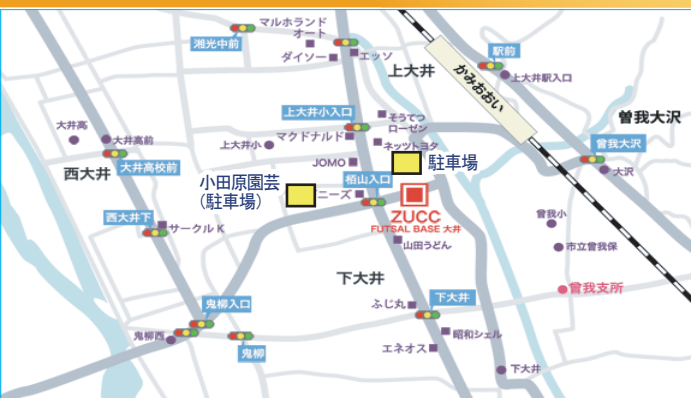 マルホランド
オート
湘光中前
ダイソー
エッソ
駅前
上大井
かみおおい
上大井駅入口
上大井小入口
そうてつ
ローゼン
曽我大沢
大井高
大井高前
マクドナルド
ネッツトヨタ
曽我大沢
上大井小
大井高校前
JOMO
駐車場
大沢
西大井
小田原園芸
(駐車場)
栢山入口
ニーズ
西大井下
サークルK
ZUCC
FUTSAL BASE 大井
曽我小
山田うどん
市立曽我保
下大井
曽我支所
鬼柳入口
ふじ丸
下大井
鬼柳西
鬼柳
昭和シェル
エネオス
下大井